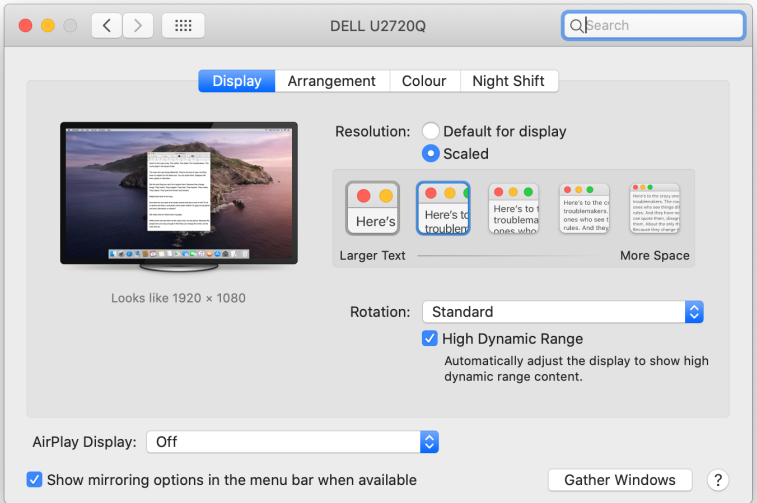 DELL U2720Q
Search
Display Arrangement Colour Night Shift
Resolution: Default for display
Scaled
Here's
Here's to
troublem
Here's to t
troublema
ones who
Here's to the cr
troublemakers.
ones who see t
rules. And they
Larger Text More Space
Looks like 1920 × 1080
Rotation: Standard
High Dynamic Range
Automatically adjust the display to show high
dynamic range content.
AirPlay Display: Off
Show mirroring options in the menu bar when available
Gather Windows ?